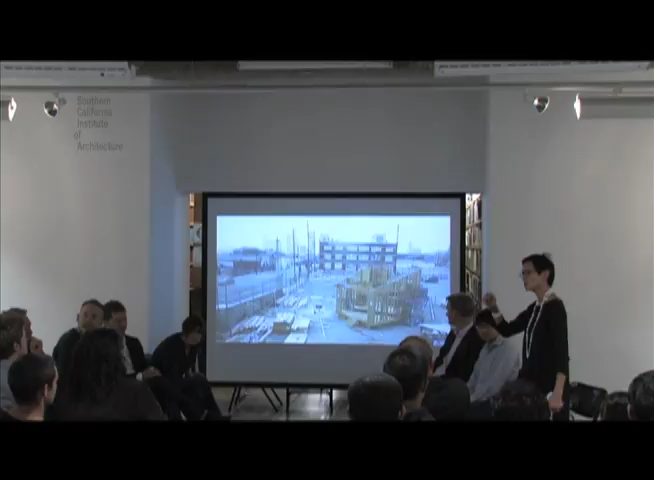 Southern
California
Institute
of
Architecture